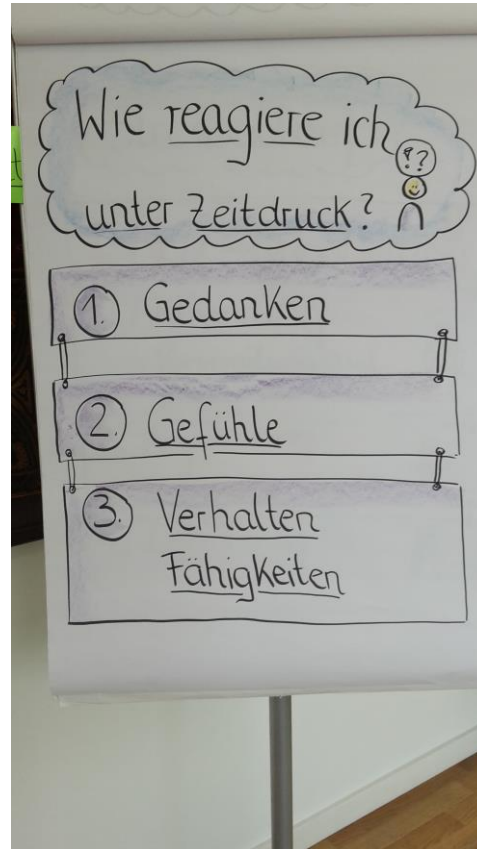 Wie reagiere ich
!?
unter Zeitdruck?
1. Gedanken
2. Gefühle
3. Verhalten
Fähigkeiten